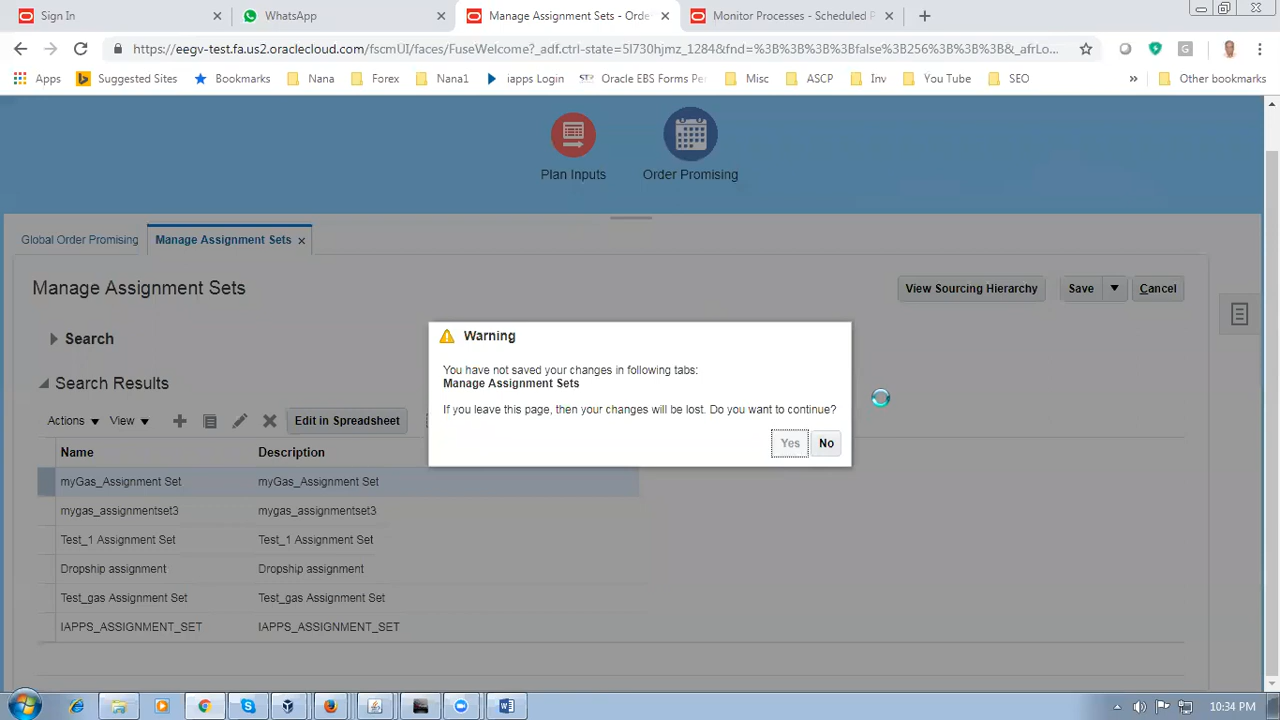 Sign In
WhatsApp
Manage Assignment Sets - Orde
Monitor Processes - Scheduled P
https://eegv-test.fa.us2.oraclecloud.com/fscmUI/faces/FuseWelcome?_adf.ctrl-state=5l730hjmz_1284&fnd=%3B%3B%3B%3Bfalse%3B256%3B%3B%3B&_afrLo...
Apps Suggested Sites Bookmarks Nana Forex Nana1 iapps Login Oracle EBS Forms Per Misc ASCP Inv You Tube SEO » Other bookmarks
Plan Inputs Order Promising
Global Order Promising Manage Assignment Sets
Manage Assignment Sets
View Sourcing Hierarchy Save Cancel
Search
Search Results
Actions View Edit in Spreadsheet
Name Description
myGas_Assignment Set myGas_Assignment Set
mygas_assignmentset3 mygas_assignmentset3
Test_1 Assignment Set Test_1 Assignment Set
Dropship assignment Dropship assignment
Test_gas Assignment Set Test_gas Assignment Set
IAPPS_ASSIGNMENT_SET IAPPS_ASSIGNMENT_SET
Warning
You have not saved your changes in following tabs:
Manage Assignment Sets
If you leave this page, then your changes will be lost. Do you want to continue?
Yes No
10:34 PM